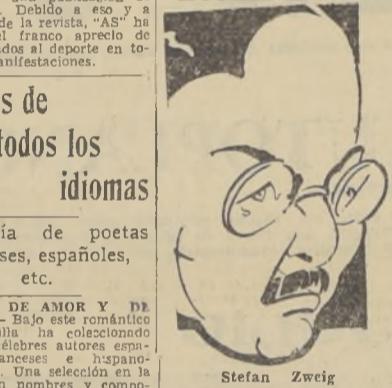 Debido a eso y a
de la revista, "AS" ha
el franco aprecio de
dos al deporte en to-
anifestaciones.
s de
todos los
idiomas
ía de poetas
ses, españoles,
etc.
DE AMOR Y DE
— Bajo este romántico
illa ha coleccionado
élebres autores espa-
anceses e hispano-
. Una selección en la
n nombres y compo-
Stefan Zweig